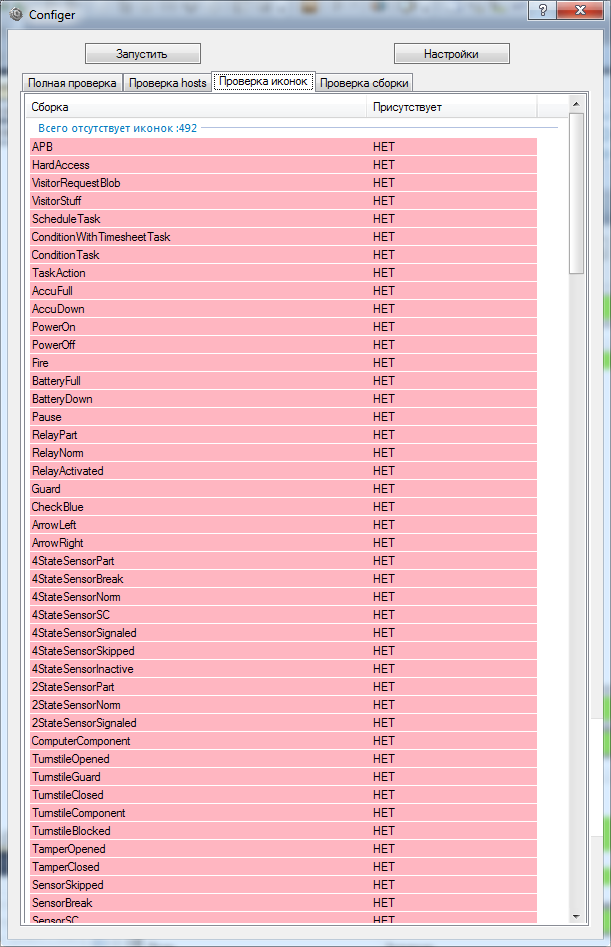 Configer
?
Запустить Настройки
Полная проверка Проверка hosts Проверка иконок Проверка сборки
Сборка Присутствует
Всего отсутствует иконок :492
APB НЕТ
HardAccess НЕТ
VisitorRequestBlob НЕТ
VisitorStuff НЕТ
ScheduleTask НЕТ
ConditionWithTimesheetTask НЕТ
ConditionTask НЕТ
TaskAction НЕТ
AccuFull НЕТ
AccuDown НЕТ
PowerOn НЕТ
PowerOff НЕТ
Fire НЕТ
BatteryFull НЕТ
BatteryDown НЕТ
Pause НЕТ
RelayPart НЕТ
RelayNorm НЕТ
RelayActivated НЕТ
Guard НЕТ
CheckBlue НЕТ
ArrowLeft НЕТ
ArrowRight НЕТ
4StateSensorPart НЕТ
4StateSensorBreak НЕТ
4StateSensorNorm НЕТ
4StateSensorSC НЕТ
4StateSensorSignaled НЕТ
4StateSensorSkipped НЕТ
4StateSensorInactive НЕТ
2StateSensorPart НЕТ
2StateSensorNorm НЕТ
2StateSensorSignaled НЕТ
ComputerComponent НЕТ
TurnstileOpened НЕТ
TurnstileGuard НЕТ
TurnstileClosed НЕТ
TurnstileComponent НЕТ
TurnstileBlocked НЕТ
TamperOpened НЕТ
TamperClosed НЕТ
SensorSkipped НЕТ
SensorBreak НЕТ
SensorSC НЕТ